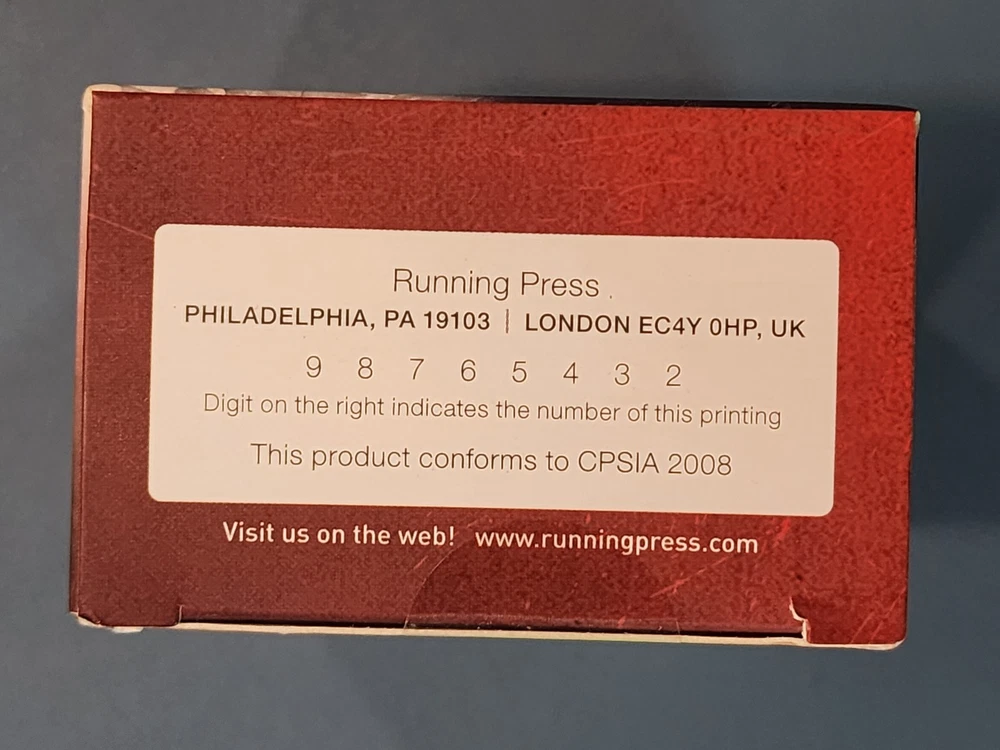 Running Press
PHILADELPHIA, PA 19103 | LONDON EC4Y 0HP, UK
9 8 7 6 5 4 3 2
Digit on the right indicates the number of this printing
This product conforms to CPSIA 2008
Visit us on the web! www.runningpress.com